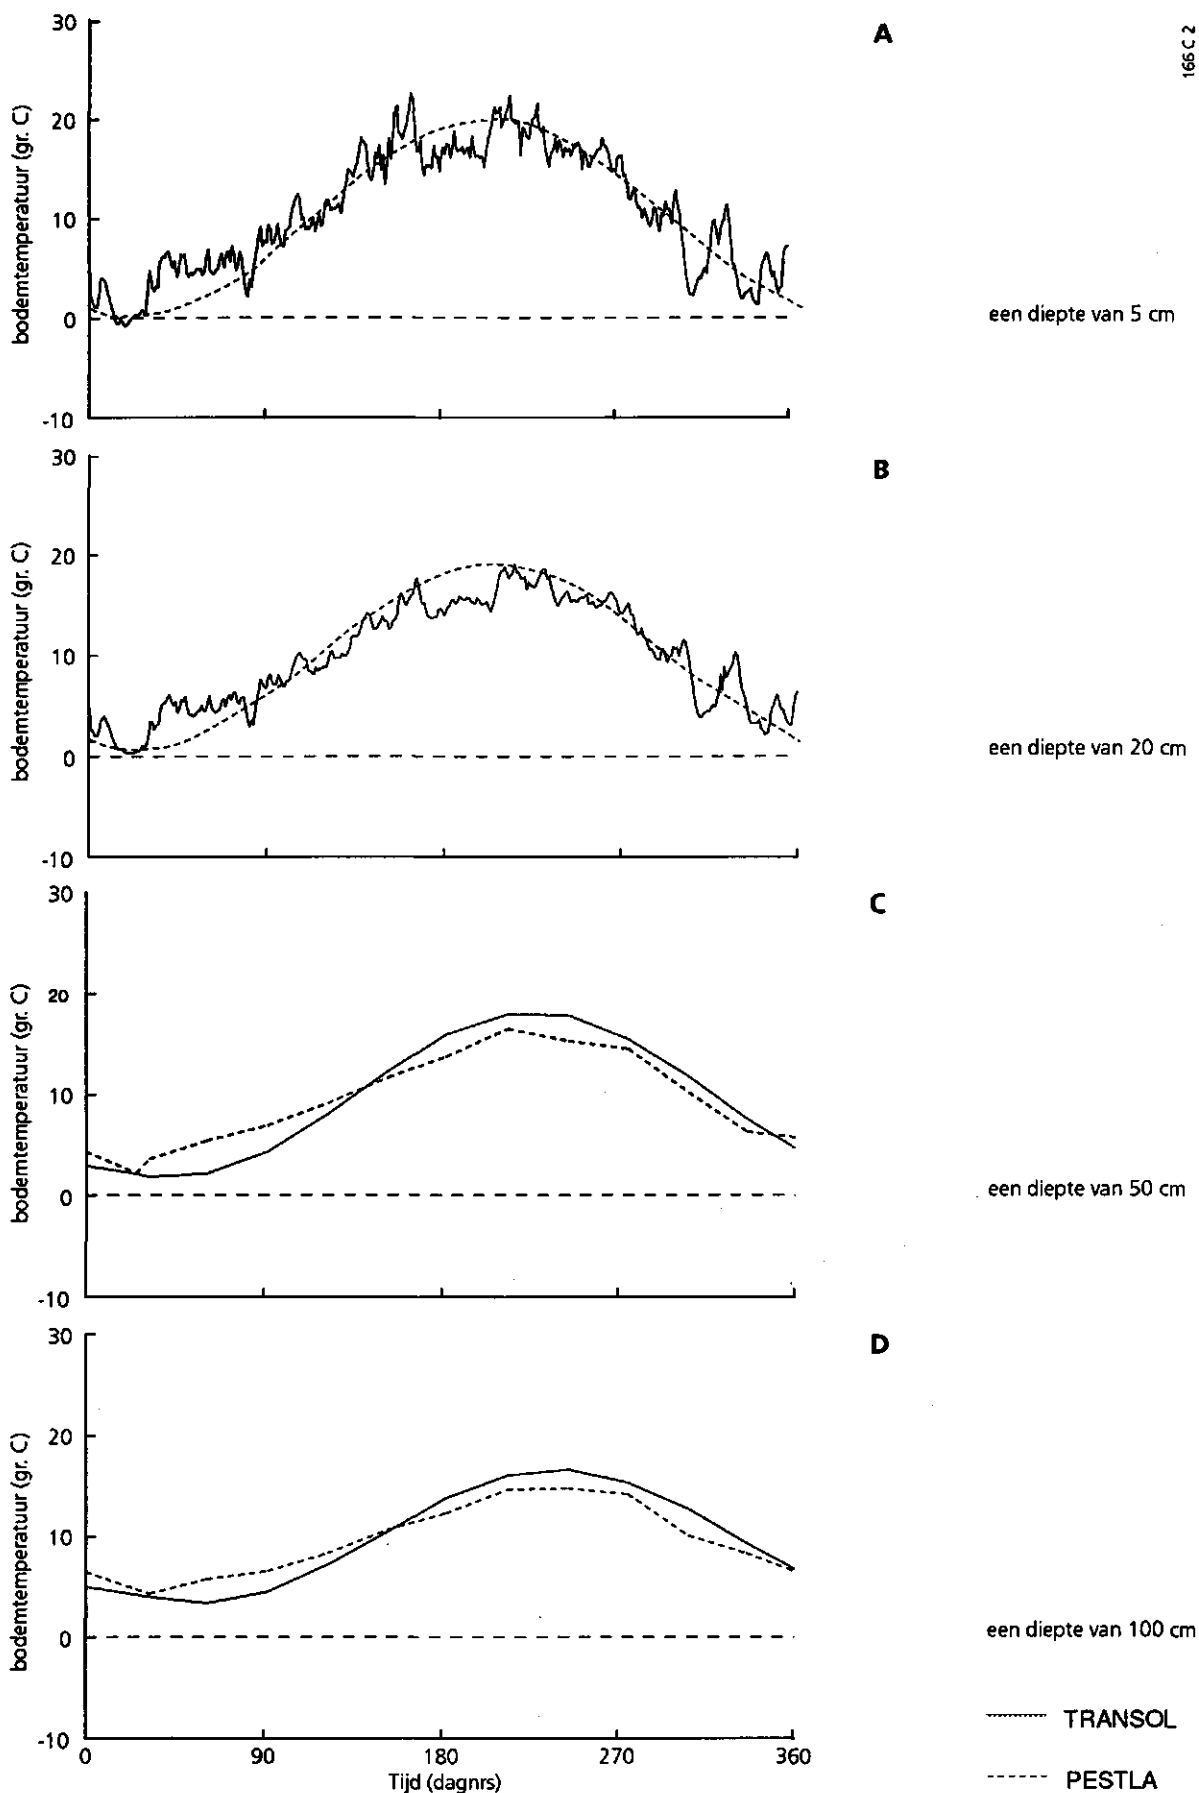 166 C 2
A
bodemtemperatuur (gr. C)
30
20
10
0
-10
een diepte van 5 cm
B
bodemtemperatuur (gr. C)
30
20
10
0
-10
een diepte van 20 cm
C
bodemtemperatuur (gr. C)
30
20
10
0
-10
een diepte van 50 cm
D
bodemtemperatuur (gr. C)
30
20
10
0
-10
een diepte van 100 cm
0 90 180 270 360
Tijd (dagnrs)
TRANSOL
PESTLA